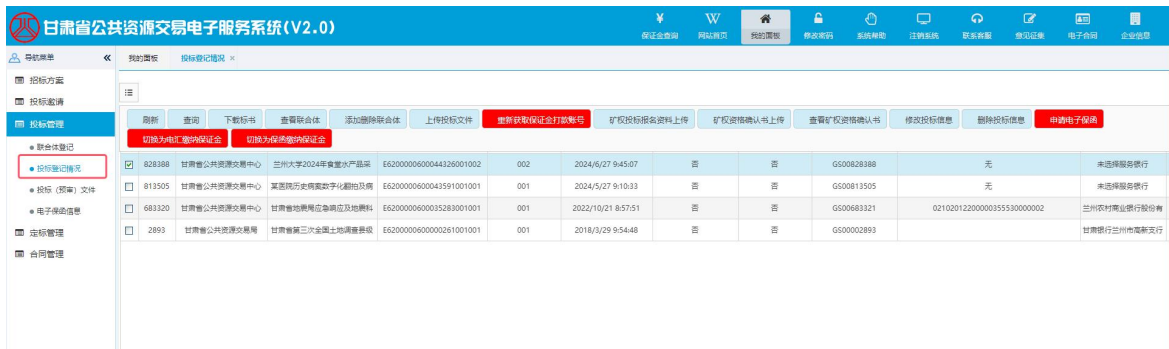 甘肃省公共资源交易电子服务系统(V2.0)
保证金查询 网站首页 我的面板 修改密码 系统帮助 注销系统 联系客服 意见征集 电子合同 企业信息
导航菜单 «
我的面板 投标登记情况 ×
招标方案
投标邀请
投标管理
联合体登记
投标登记情况
投标（预审）文件
电子保函信息
定标管理
合同管理
刷新 查询 下载标书 查看联合体 添加删除联合体 上传投标文件 重新获取保证金打款账号 矿权投标报名资料上传 矿权资格确认书上传 查看矿权资格确认书 修改投标信息 删除投标信息 申请电子保函
切换为电汇缴纳保证金 切换为保函缴纳保证金
828388 甘肃省公共资源交易中心 兰州大学2024年食堂水产品采 E6200000600044326001002 002 2024/6/27 9:45:07 否 否 GS00828388 无 未选择服务银行
813505 甘肃省公共资源交易中心 某医院历史病案数字化翻拍及病 E6200000600043591001001 001 2024/5/27 9:10:33 否 否 GS00813505 无 未选择服务银行
683320 甘肃省公共资源交易中心 甘肃省地震局应急响应及地震科 E6200000600035283001001 001 2022/10/21 8:57:51 否 否 GS00683321 02102012200000355530000002 兰州农村商业银行股份有
2893 甘肃省公共资源交易局 甘肃省第三次全国土地调查县级 E6200000600000261001001 001 2018/3/29 9:54:48 否 否 GS00002893 甘肃银行兰州市高新支行